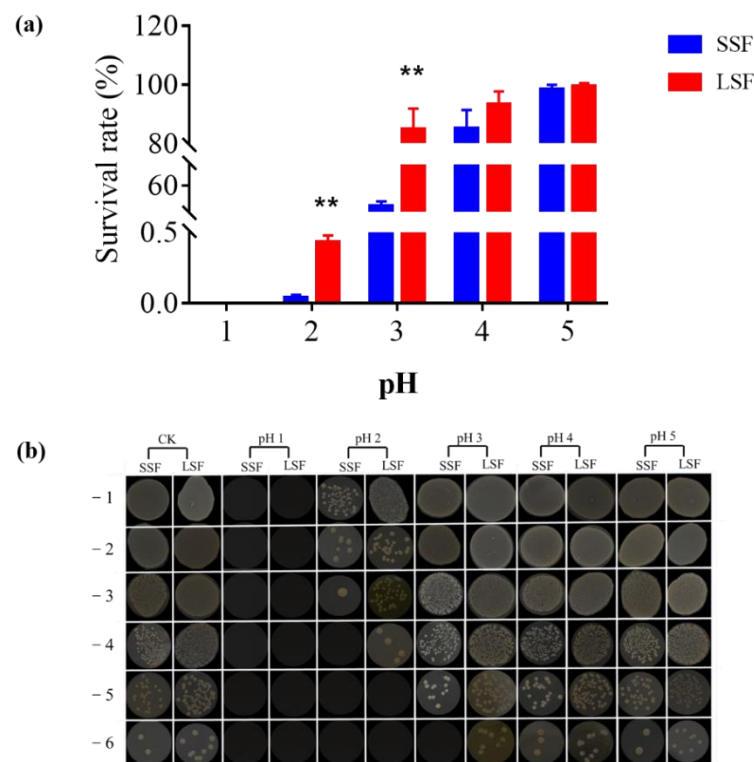 (a)
120
100
80
60
0.5
0.0
Survival rate (%)
** **
1 2 3 4 5
pH
SSF
LSF
(b)
CK pH 1 pH 2 pH 3 pH 4 pH 5
SSF LSF SSF LSF SSF LSF SSF LSF SSF LSF SSF LSF
− 1
− 2
− 3
− 4
− 5
− 6